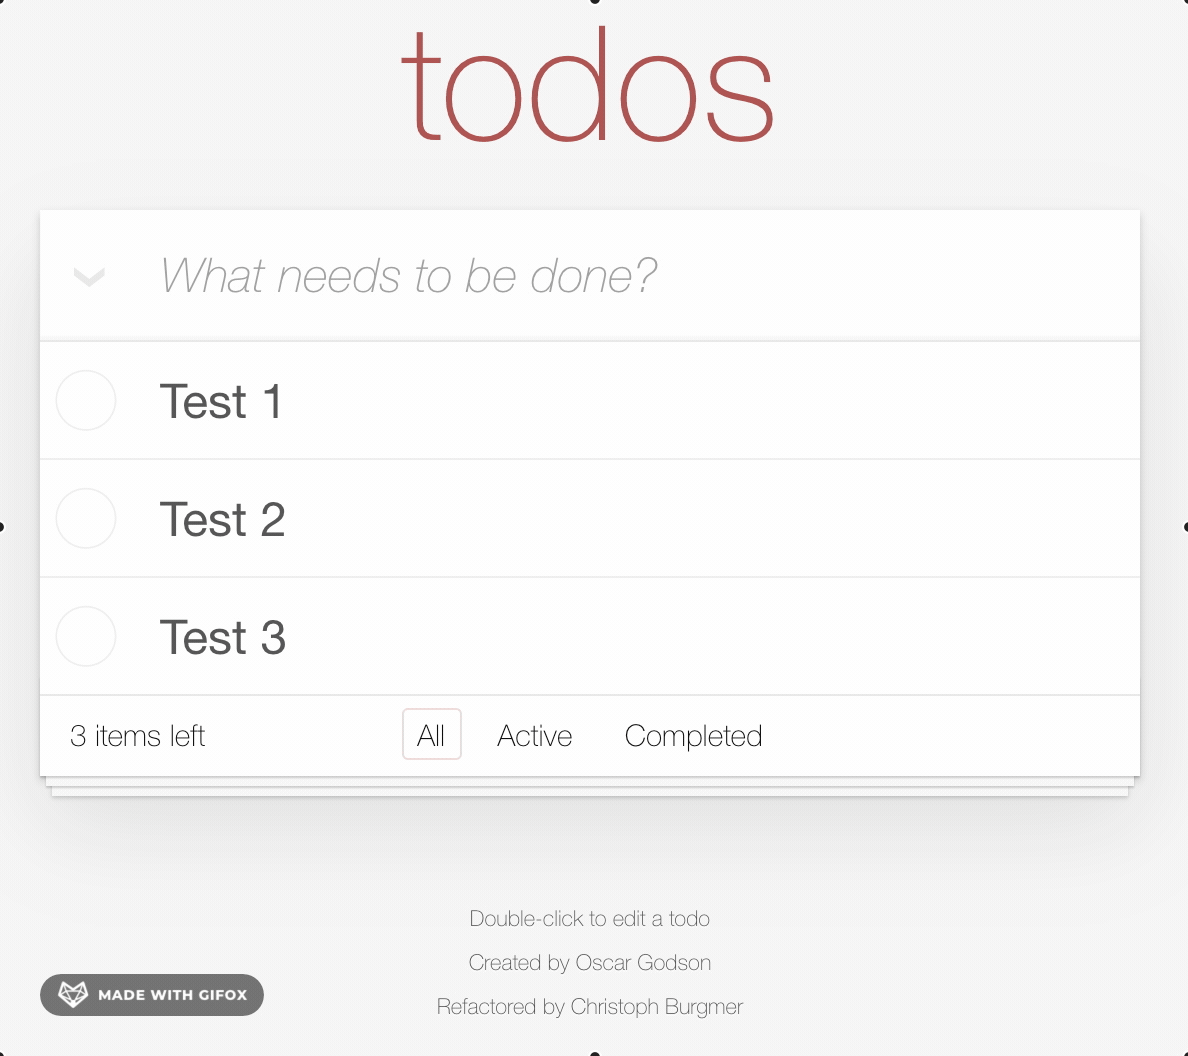 todos
What needs to be done?
Test 1
Test 2
Test 3
3 items left All Active Completed
Double-click to edit a todo
Created by Oscar Godson
MADE WITH GIFOX
Refactored by Christoph Burgmer